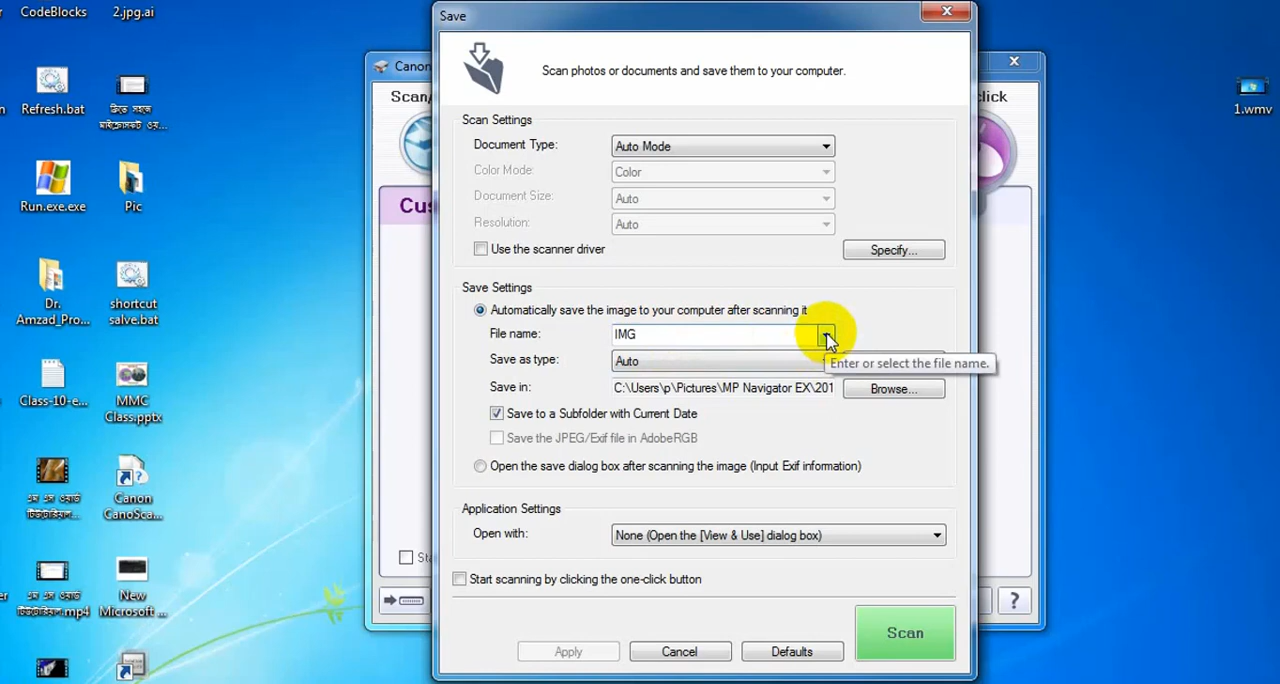 CodeBlocks
2.jpg.ai
Refresh.bat
Run.exe.exe
Pic
Dr.
Amzad_Pro...
shortcut
salve.bat
Class-10-e...
MMC
Class.pptx
Canon
CanoSca...
New
Microsoft ...
টিউটোরিয়াল....mp4
1.wmv
Canon
Scan/
click
Cus
Sta
?
Save
Scan photos or documents and save them to your computer.
Scan Settings
Document Type: Auto Mode
Color Mode: Color
Document Size: Auto
Resolution: Auto
Use the scanner driver
Specify...
Save Settings
Automatically save the image to your computer after scanning it
File name: IMG
Enter or select the file name.
Save as type: Auto
Save in: C:\Users\p\Pictures\MP Navigator EX\201
Browse...
Save to a Subfolder with Current Date
Save the JPEG/Exif file in AdobeRGB
Open the save dialog box after scanning the image (Input Exif information)
Application Settings
Open with: None (Open the [View & Use] dialog box)
Start scanning by clicking the one-click button
Apply
Cancel
Defaults
Scan